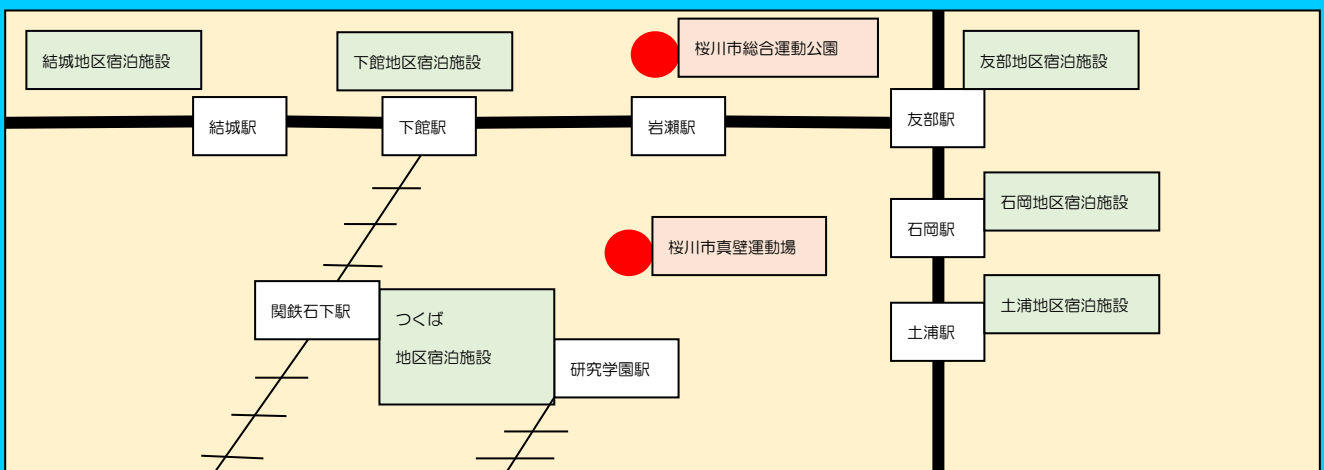 結城地区宿泊施設
下館地区宿泊施設
桜川市総合運動公園
友部地区宿泊施設
結城駅
下館駅
岩瀬駅
友部駅
石岡地区宿泊施設
石岡駅
桜川市真壁運動場
関鉄石下駅
つくば
地区宿泊施設
研究学園駅
土浦地区宿泊施設
土浦駅